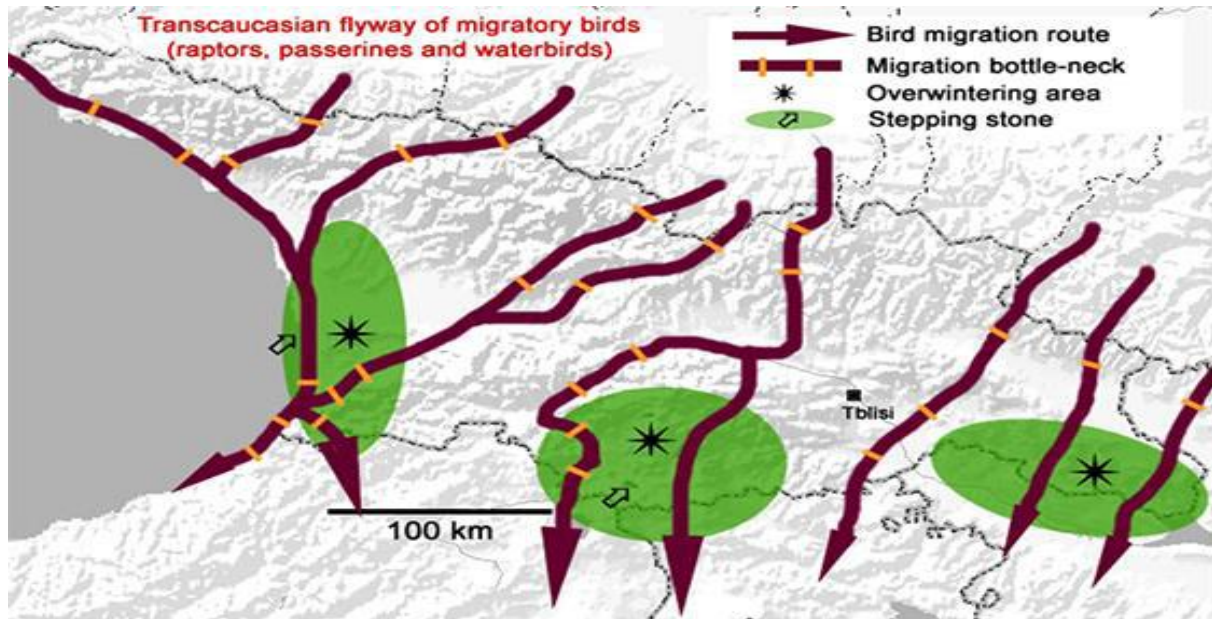 Transcaucasian flyway of migratory birds
(raptors, passerines and waterbirds)
Bird migration route
Migration bottle-neck
Overwintering area
Stepping stone
Tblisi
100 km